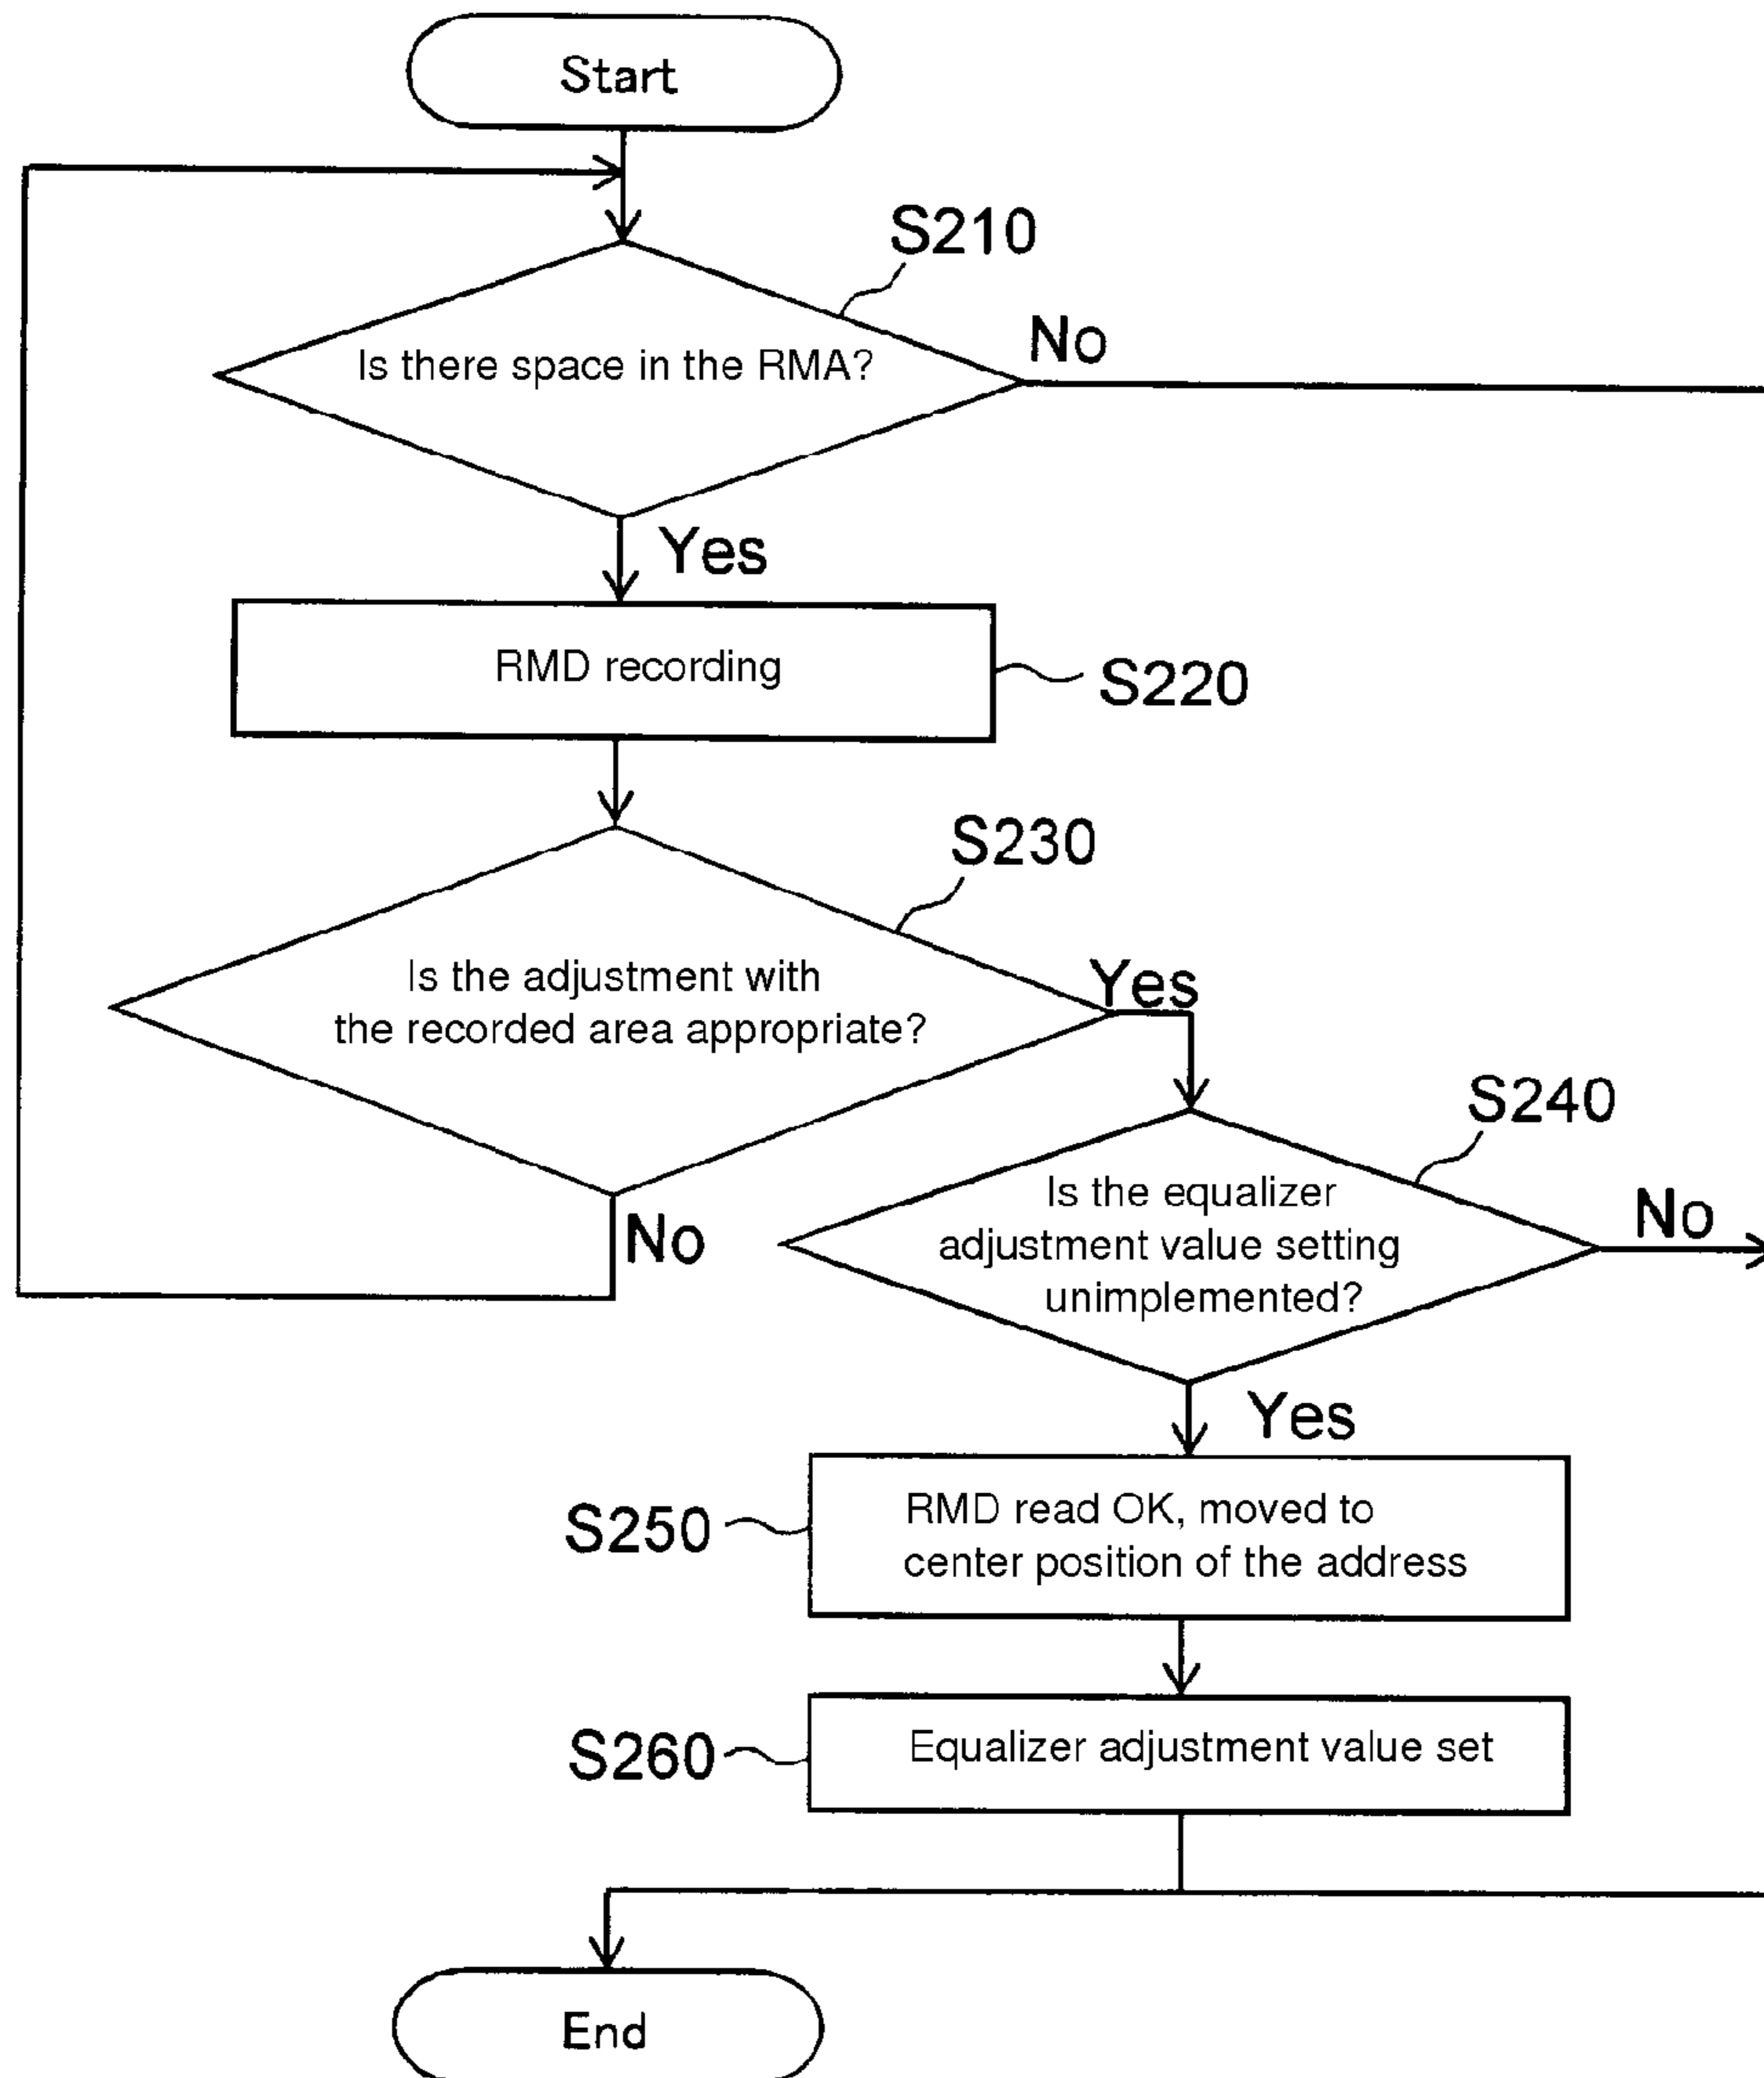 Start
S210
Is there space in the RMA?
No
Yes
RMD recording
S220
S230
Is the adjustment with
the recorded area appropriate?
Yes
No
S240
Is the equalizer
adjustment value setting
unimplemented?
No
Yes
S250
RMD read OK, moved to
center position of the address
S260
Equalizer adjustment value set
End